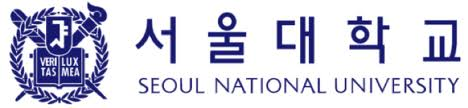 VERI LUX
TAS MEA
서울대학교
SEOUL NATIONAL UNIVERSITY